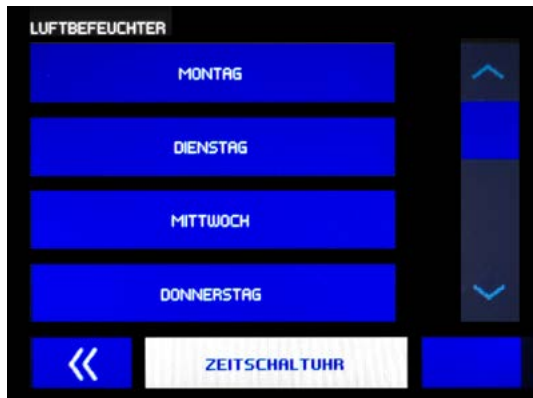 LUFTBEFEUCHTER
MONTAG
DIENSTAG
MITTWOCH
DONNERSTAG
ZEITSCHALTUHR